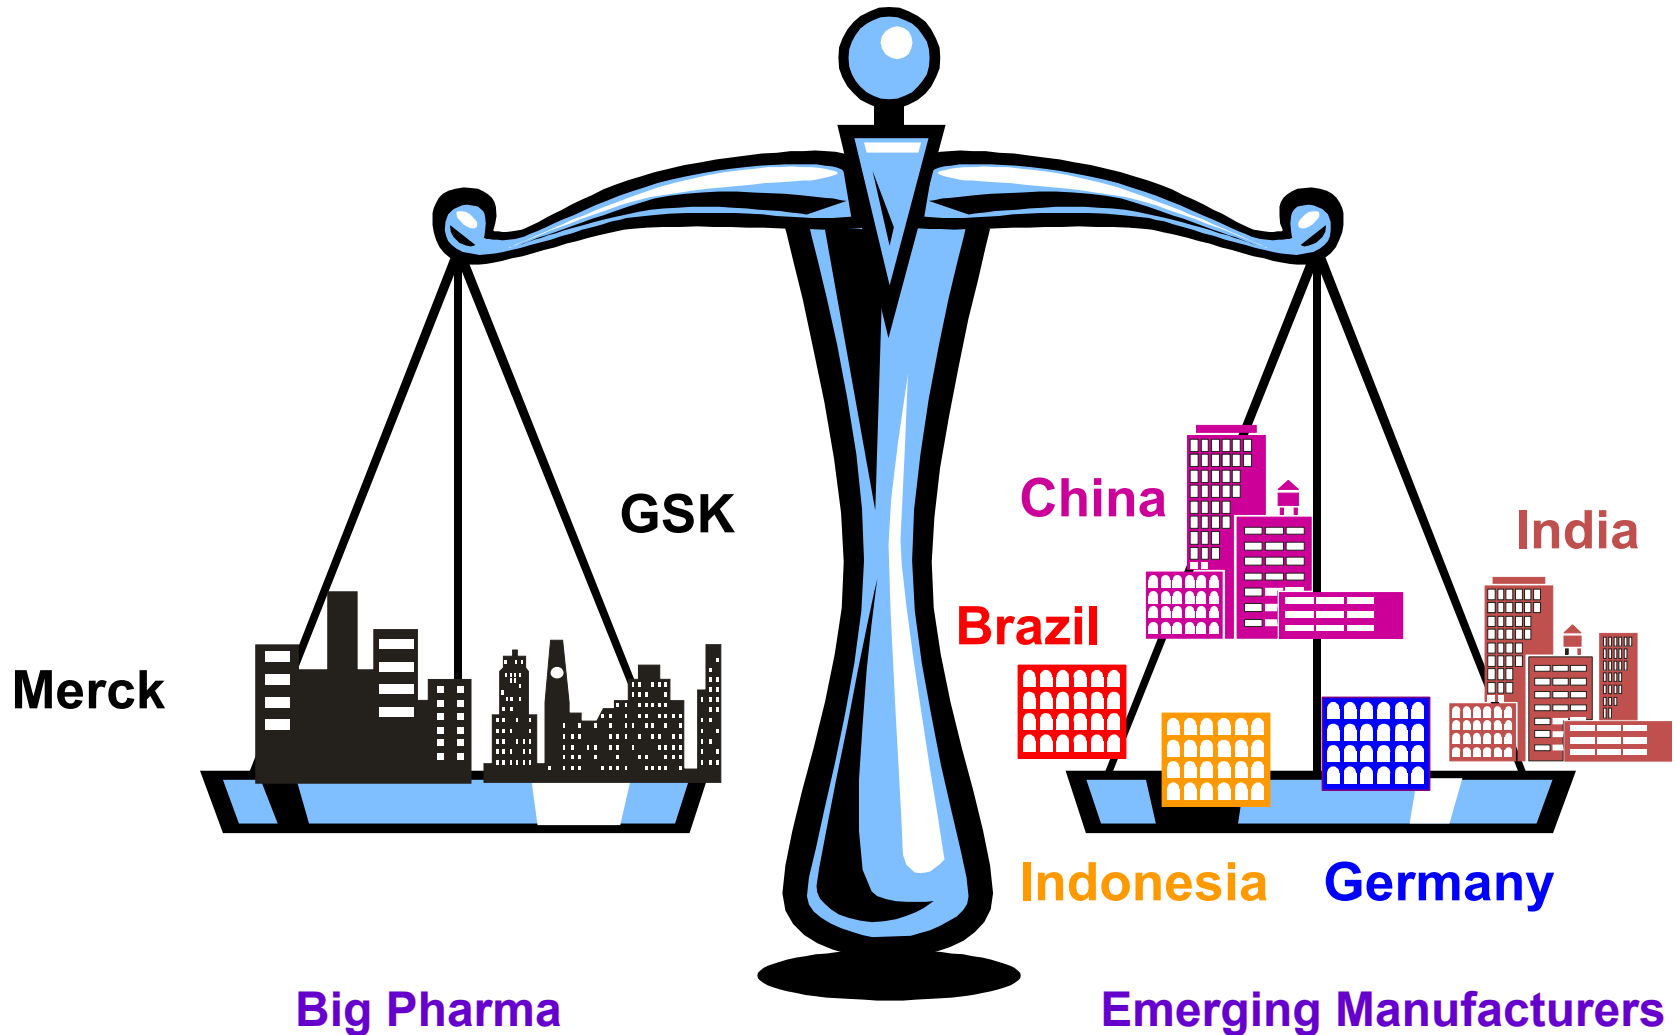 GSK
China
India
Brazil
Merck
Indonesia
Germany
Big Pharma
Emerging Manufacturers